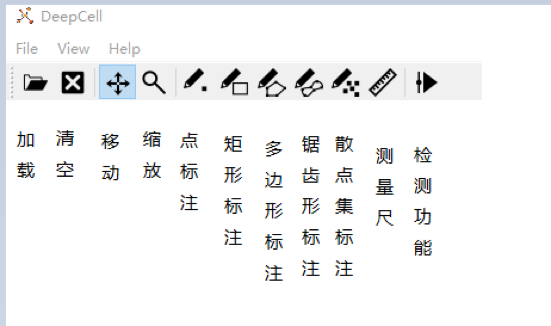 DeepCell
File View Help
加载
清空
移动
缩放
点标注
矩形标注
多边形标注
锯齿形标注
散点集标注
测量尺
检测功能